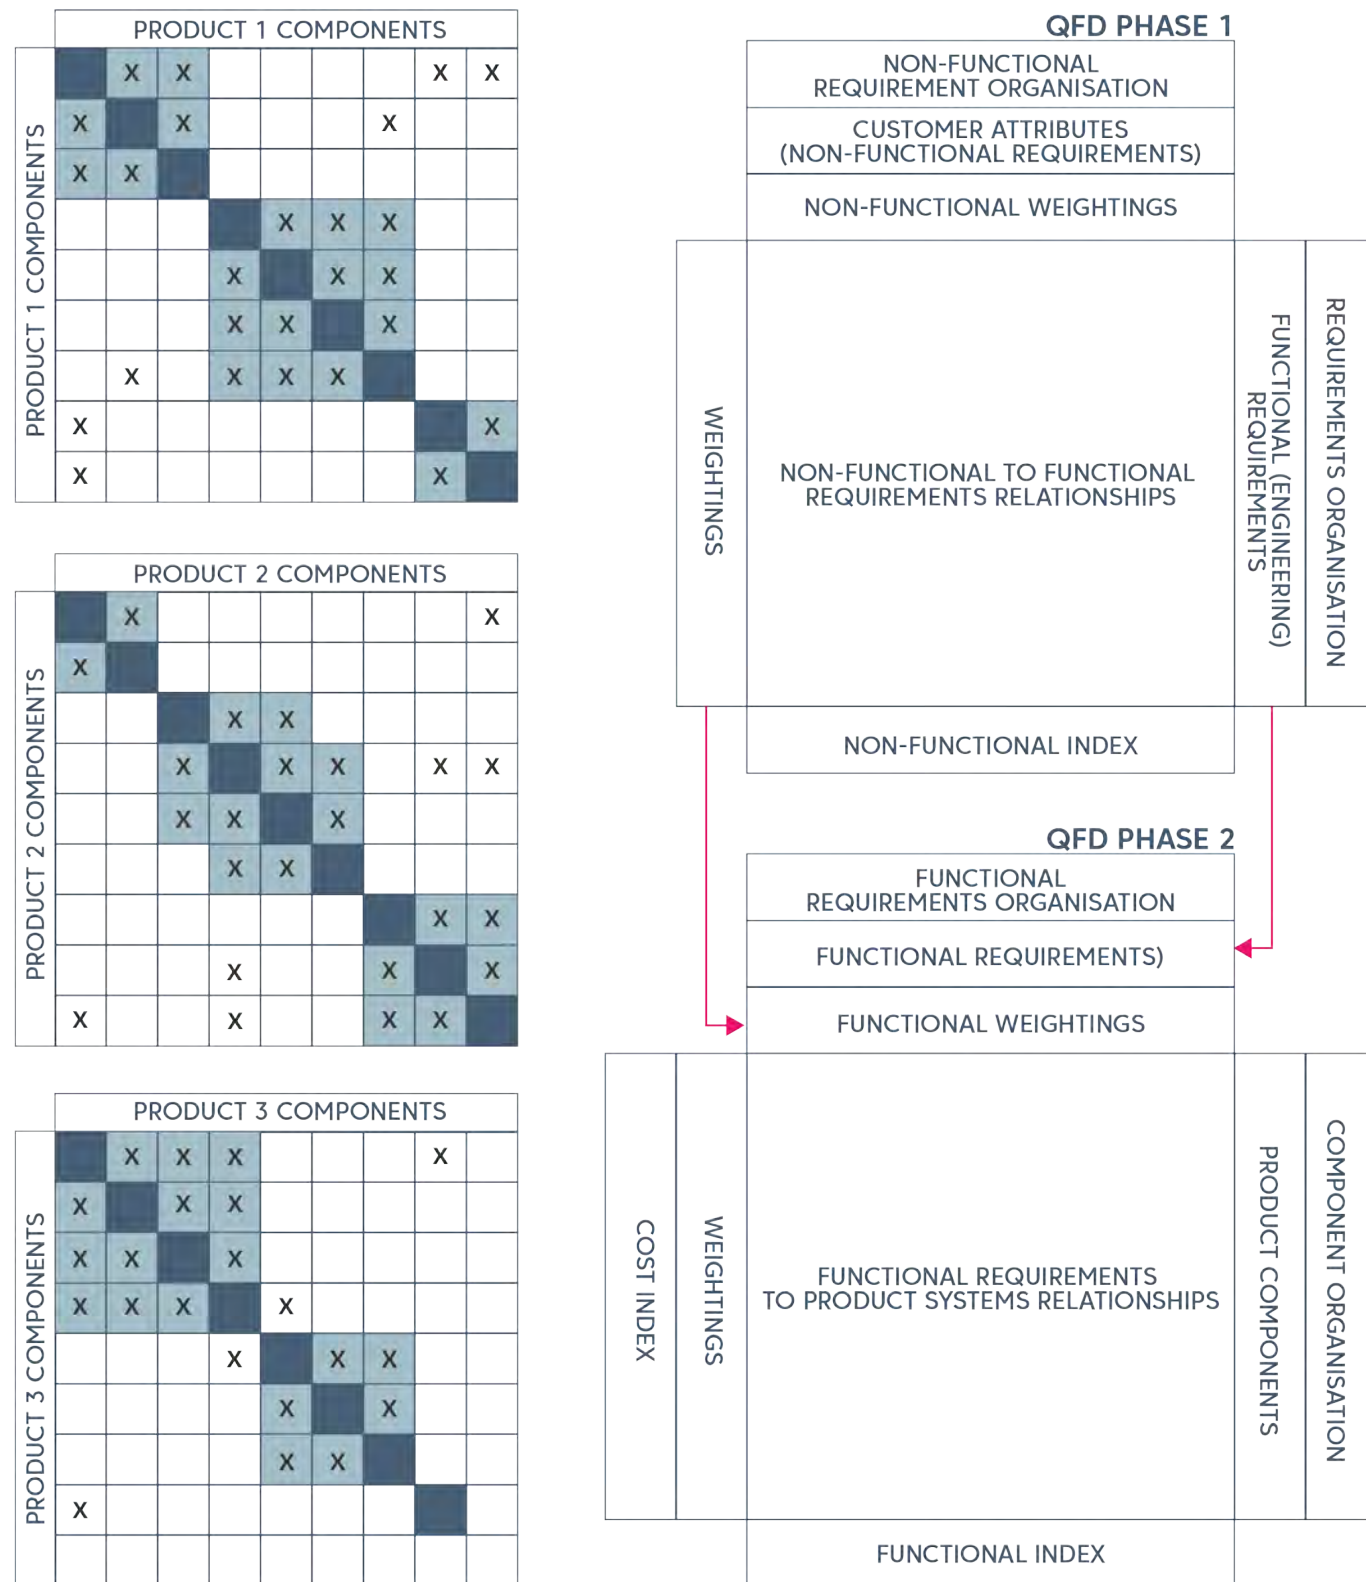 PRODUCT 1 COMPONENTS
PRODUCT 1 COMPONENTS
X X X X
X X X
X X
X X X
X X X
X X X
X X X X
X X
X X
PRODUCT 2 COMPONENTS
PRODUCT 2 COMPONENTS
X X
X
X X
X X X X X
X X X
X X
X X
X X X
X X X X
PRODUCT 3 COMPONENTS
PRODUCT 3 COMPONENTS
X X X X
X X X
X X X
X X X X
X X X
X X
X X
X
QFD PHASE 1
NON-FUNCTIONAL
REQUIREMENT ORGANISATION
CUSTOMER ATTRIBUTES
(NON-FUNCTIONAL REQUIREMENTS)
NON-FUNCTIONAL WEIGHTINGS
WEIGHTINGS
NON-FUNCTIONAL TO FUNCTIONAL
REQUIREMENTS RELATIONSHIPS
FUNCTIONAL (ENGINEERING)
REQUIREMENTS
REQUIREMENTS ORGANISATION
NON-FUNCTIONAL INDEX
QFD PHASE 2
FUNCTIONAL
REQUIREMENTS ORGANISATION
FUNCTIONAL REQUIREMENTS)
FUNCTIONAL WEIGHTINGS
COST INDEX
WEIGHTINGS
FUNCTIONAL REQUIREMENTS
TO PRODUCT SYSTEMS RELATIONSHIPS
PRODUCT COMPONENTS
COMPONENT ORGANISATION
FUNCTIONAL INDEX